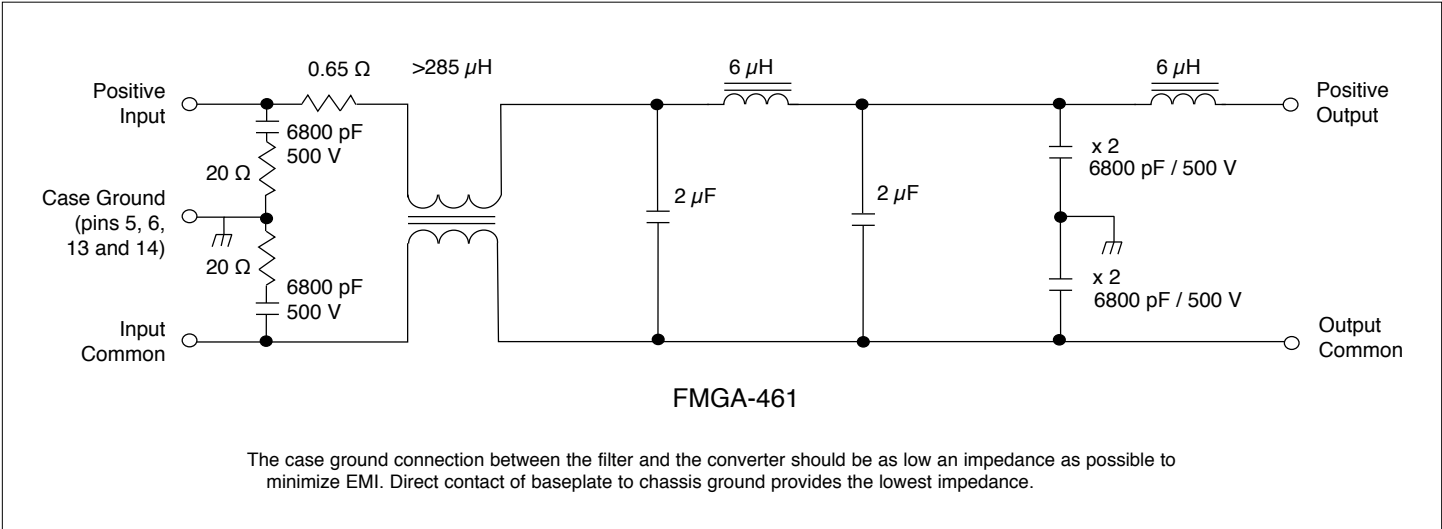 0.65 Ω
>285 µH
6 µH
6 µH
Positive
Input
Positive
Output
6800 pF
500 V
x 2
6800 pF / 500 V
20 Ω
Case Ground
(pins 5, 6,
13 and 14)
2 µF
2 µF
20 Ω
6800 pF
500 V
x 2
6800 pF / 500 V
Input
Common
Output
Common
FMGA-461
The case ground connection between the filter and the converter should be as low an impedance as possible to
minimize EMI. Direct contact of baseplate to chassis ground provides the lowest impedance.